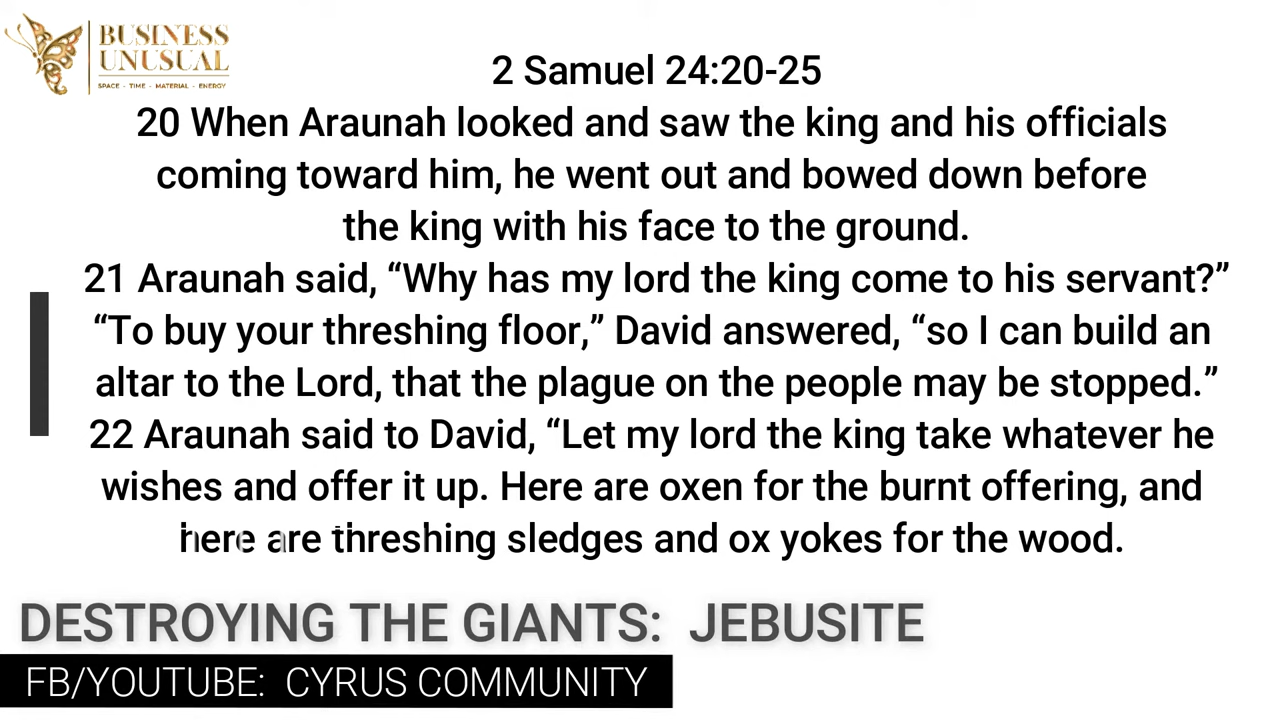 BUSINESS
UNUSUAL
SPACE - TIME - MATERIAL - ENERGY
2 Samuel 24:20-25
20 When Araunah looked and saw the king and his officials
coming toward him, he went out and bowed down before
the king with his face to the ground.
21 Araunah said, “Why has my lord the king come to his servant?”
“To buy your threshing floor,” David answered, “so I can build an
altar to the Lord, that the plague on the people may be stopped.”
22 Araunah said to David, “Let my lord the king take whatever he
wishes and offer it up. Here are oxen for the burnt offering, and
here are threshing sledges and ox yokes for the wood.
DESTROYING THE GIANTS: JEBUSITE
FB/YOUTUBE: CYRUS COMMUNITY